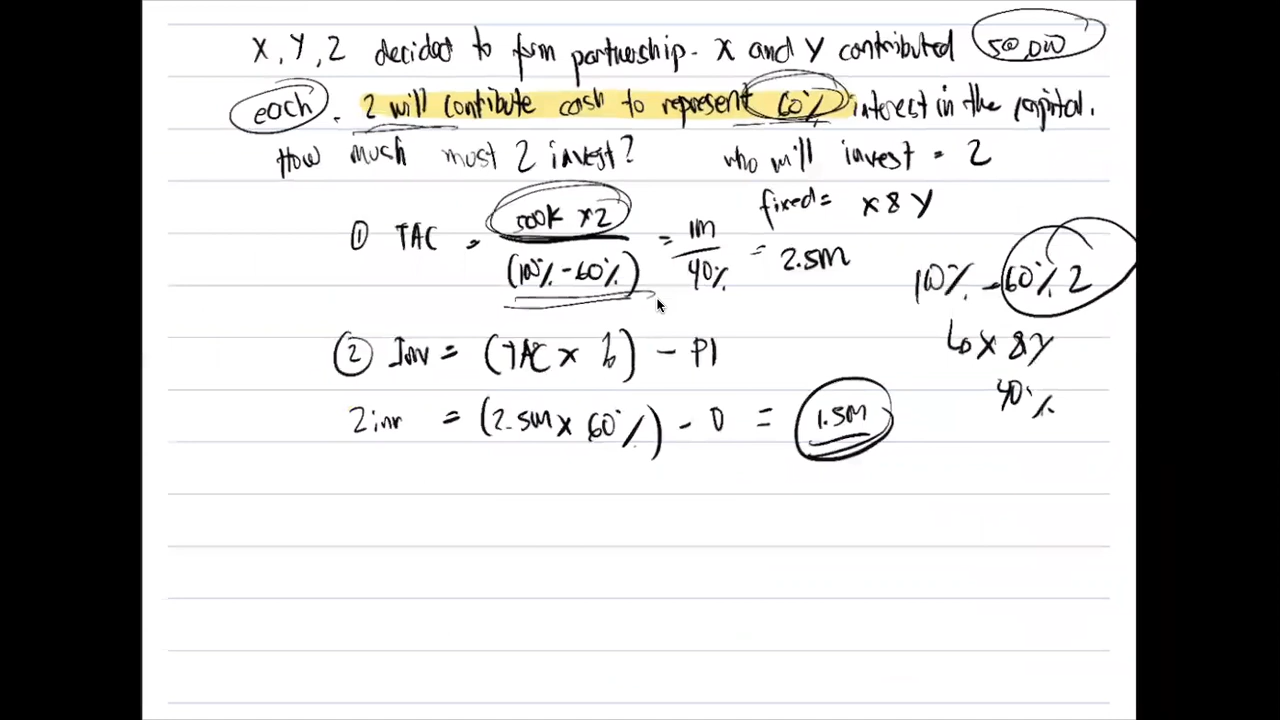 X, Y, Z decided to form partnership. X and Y contributed 500,000
each. Z will contribute cash to represent 60% interest in the capital.
How much must Z invest? who will invest = Z
fixed = X & Y
① TAC = 500K x 2 / (100% - 60%) = 1M / 40% = 2.5M
100% - 60% Z
X & Y
40%
② Inv = (TAC x %) - PI
Z inv = (2.5M x 60%) - 0 = 1.5M